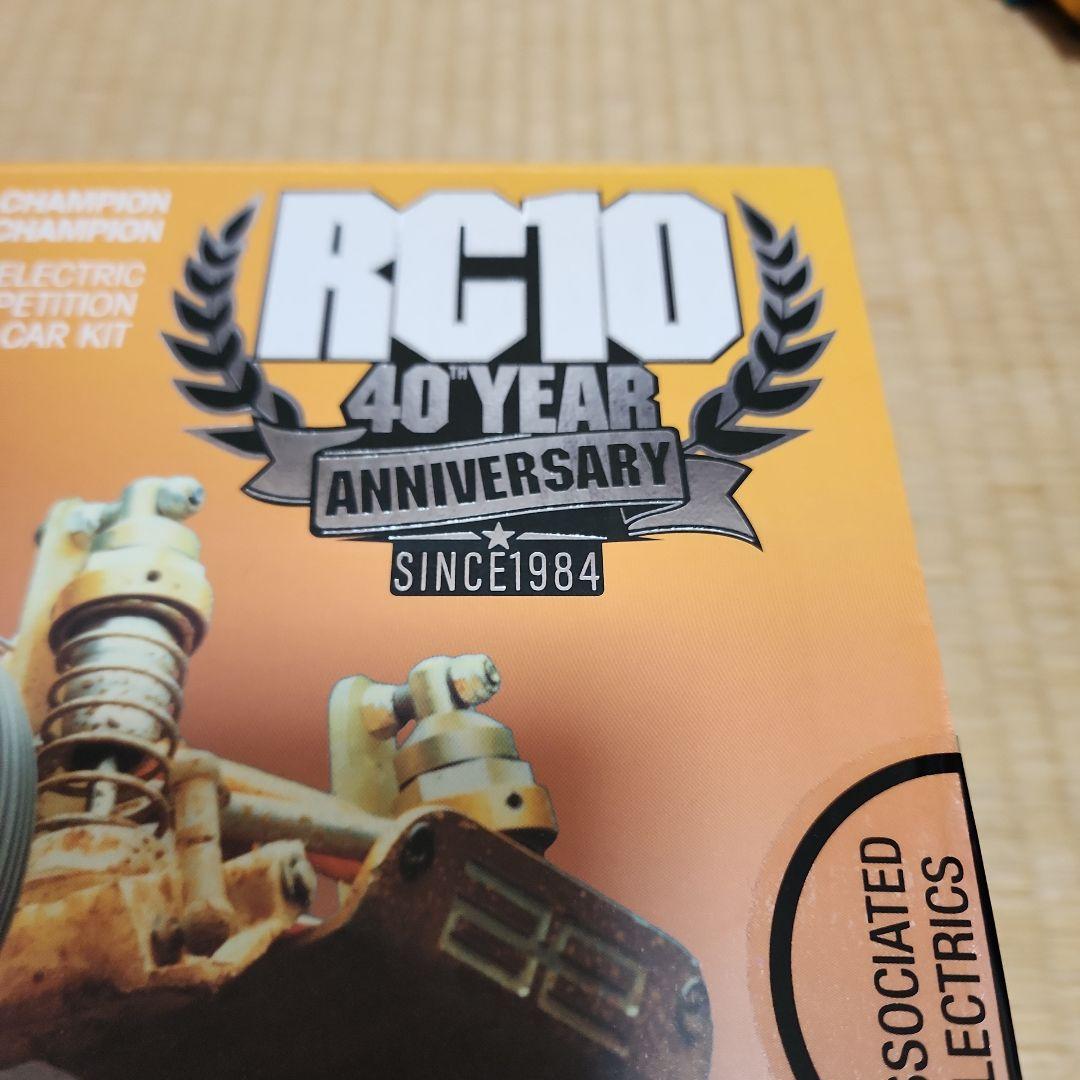 CHAMPION
CHAMPION
ELECTRIC
PETITION
CAR KIT
RC10
40TH YEAR
ANNIVERSARY
SINCE1984
SSOCIATED
LECTRICS